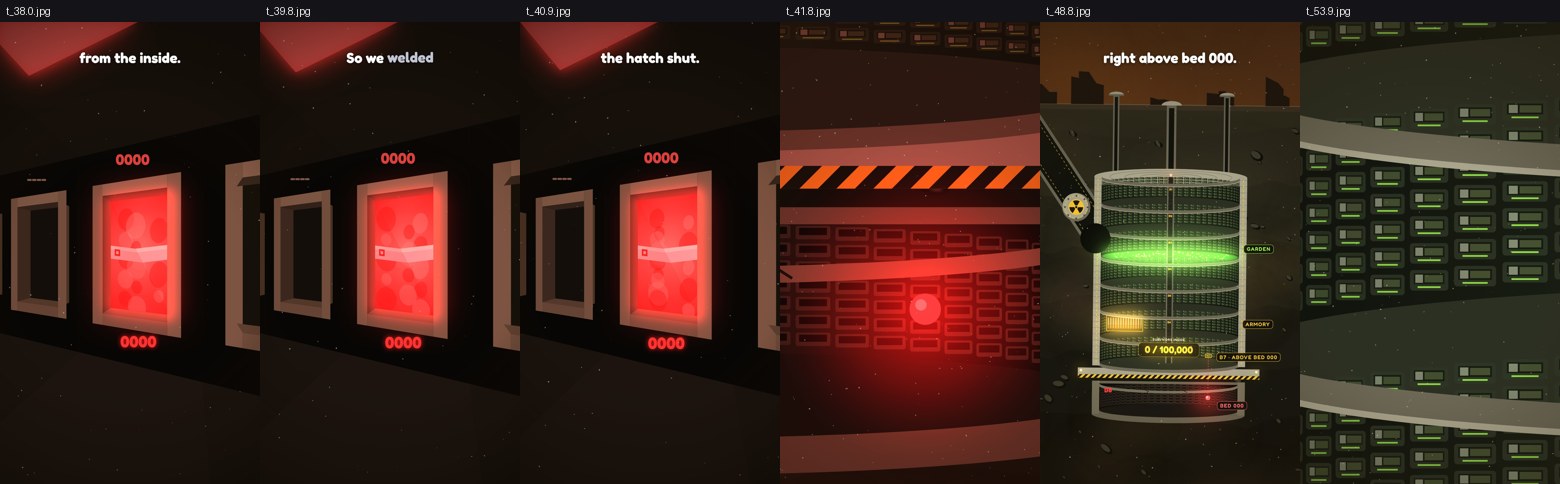 t_38.0.jpg
from the inside.
0000
0000
t_39.8.jpg
So we welded
0000
0000
t_40.9.jpg
the hatch shut.
0000
0000
t_41.8.jpg
t_48.8.jpg
right above bed 000.
GARDEN
ARMORY
0 / 100,000
B7 - ABOVE BED 000
BED 000
t_53.9.jpg